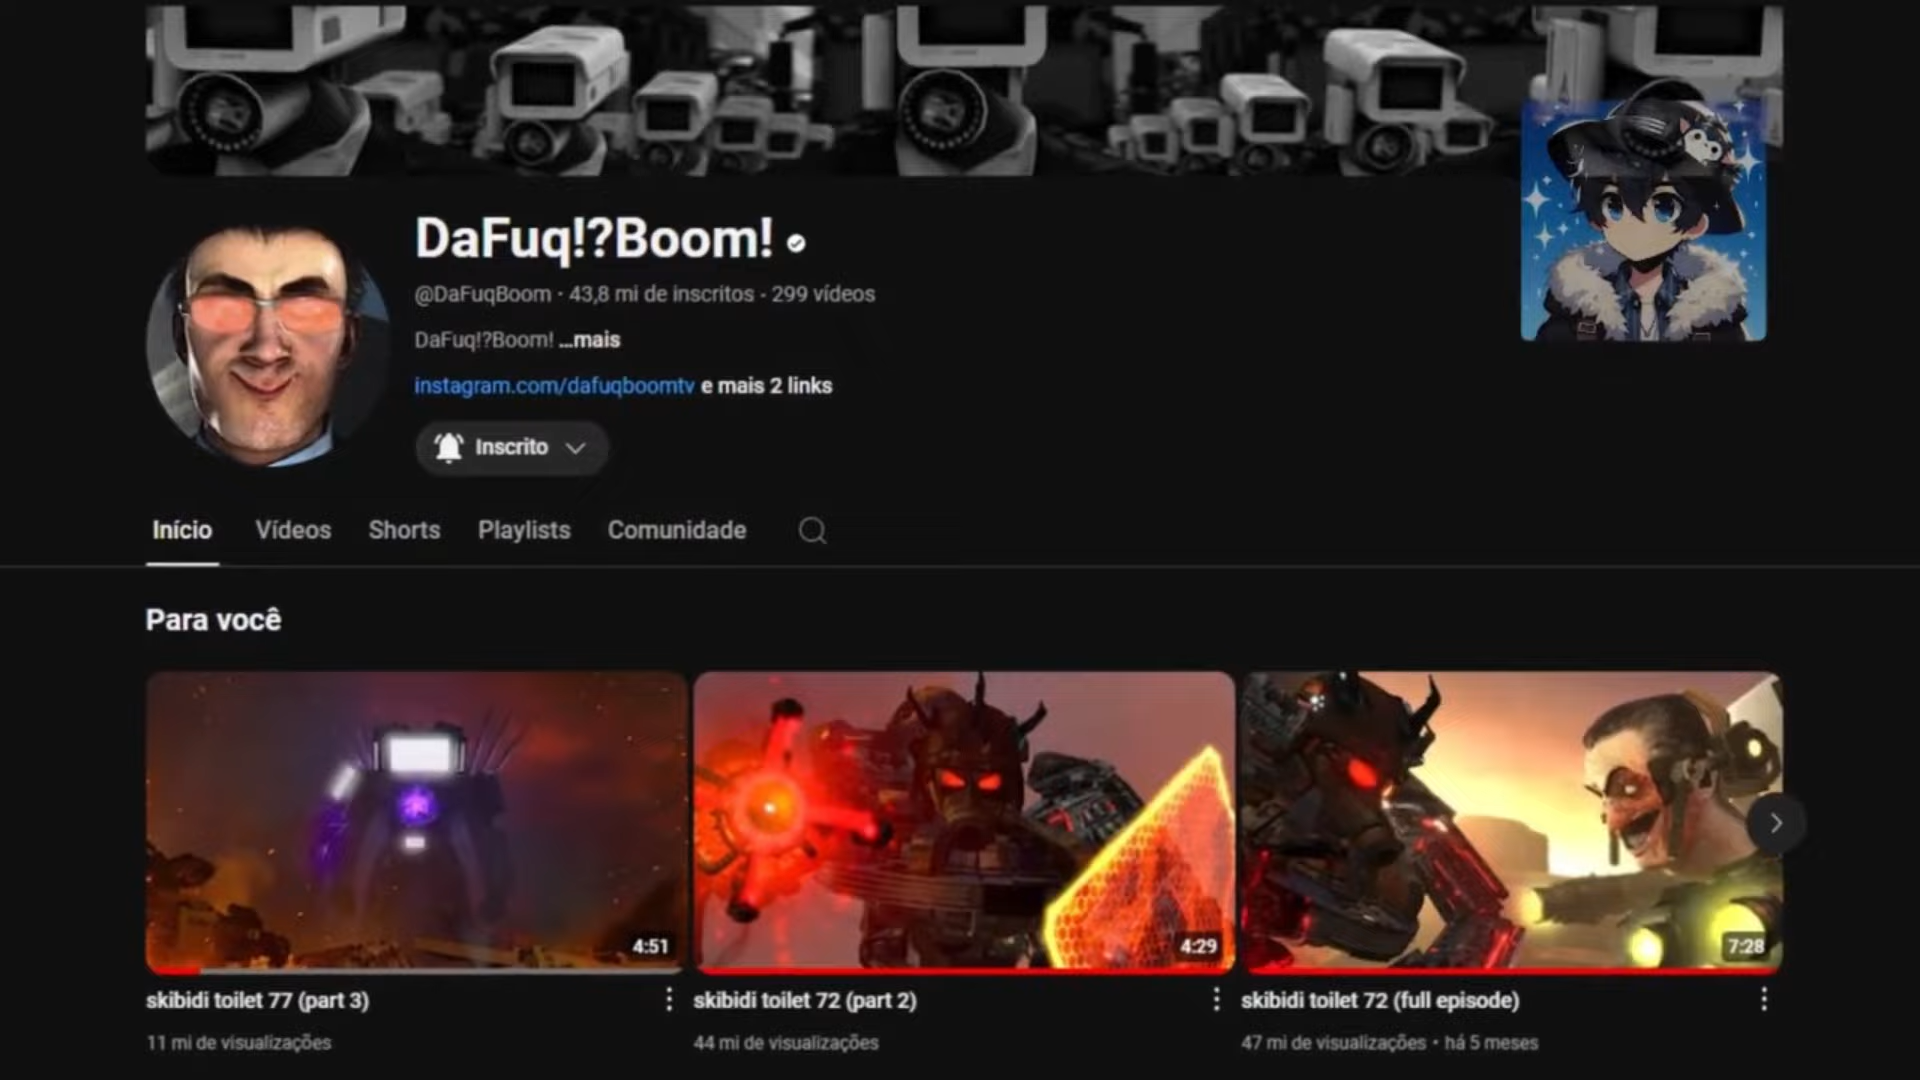 DaFuq!?Boom!
@DaFuqBoom · 43,8 mi de inscritos · 299 vídeos
DaFuq!?Boom! ...mais
instagram.com/dafuqboomtv e mais 2 links
Inscrito
Início Vídeos Shorts Playlists Comunidade
Para você
4:51 4:29 7:28
skibidi toilet 77 (part 3) skibidi toilet 72 (part 2) skibidi toilet 72 (full episode)
11 mi de visualizações 44 mi de visualizações 47 mi de visualizações · há 5 meses